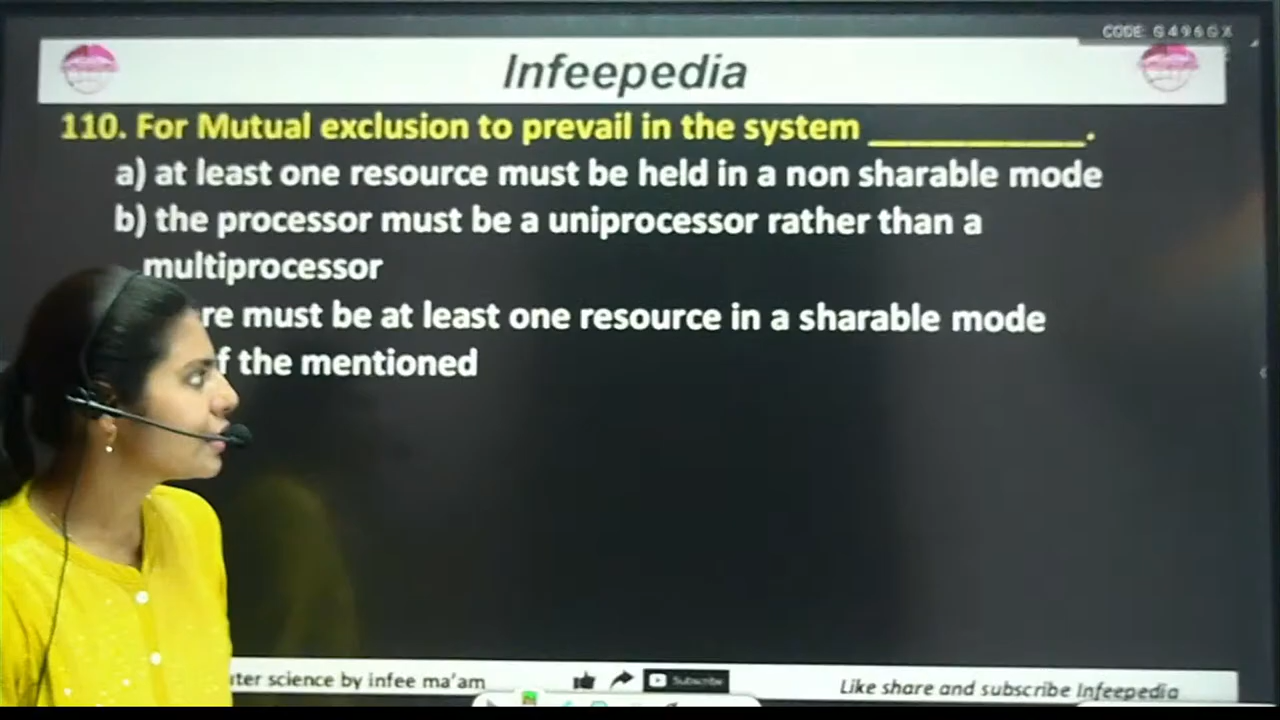 CODE: G496GX
Infeepedia
110. For Mutual exclusion to prevail in the system ____________.
a) at least one resource must be held in a non sharable mode
b) the processor must be a uniprocessor rather than a
multiprocessor
re must be at least one resource in a sharable mode
f the mentioned
uter science by infee ma'am
Subscribe
Like share and subscribe Infeepedia